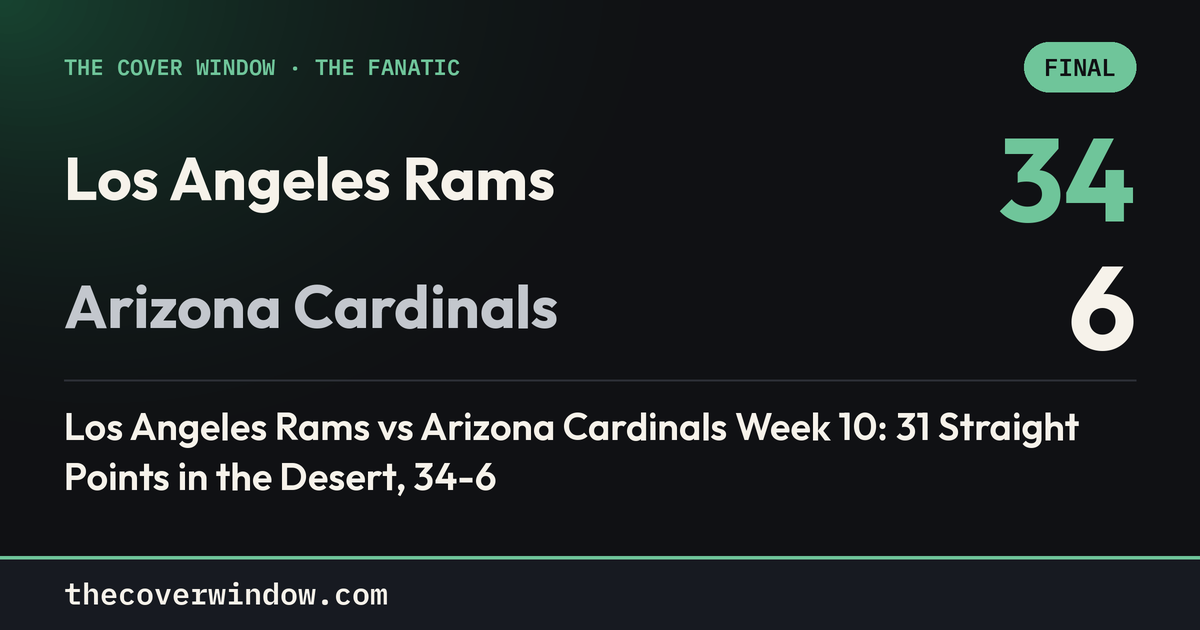 THE COVER WINDOW · THE FANATIC
FINAL
Los Angeles Rams
34
Arizona Cardinals
6
Los Angeles Rams vs Arizona Cardinals Week 10: 31 Straight
Points in the Desert, 34-6
thecoverwindow.com